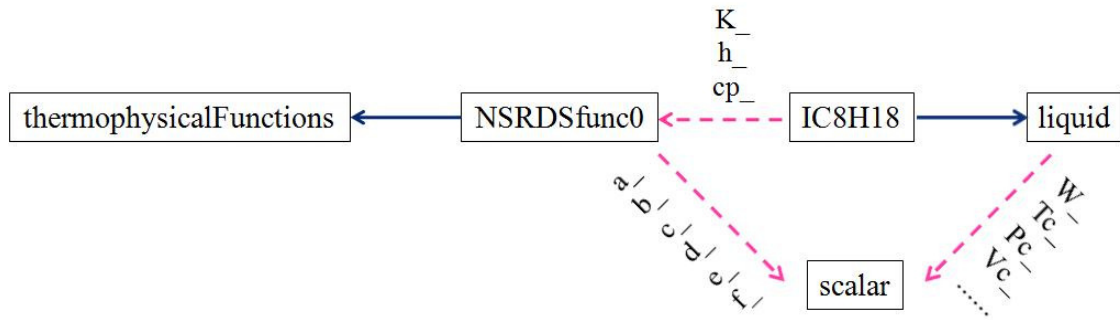 K_
h_
cp_
thermophysicalFunctions
NSRDSfunc0
IC8H18
liquid
a_
b_
c_
d_
e_
f_
W_
Tc_
Pc_
Vc_
......
scalar